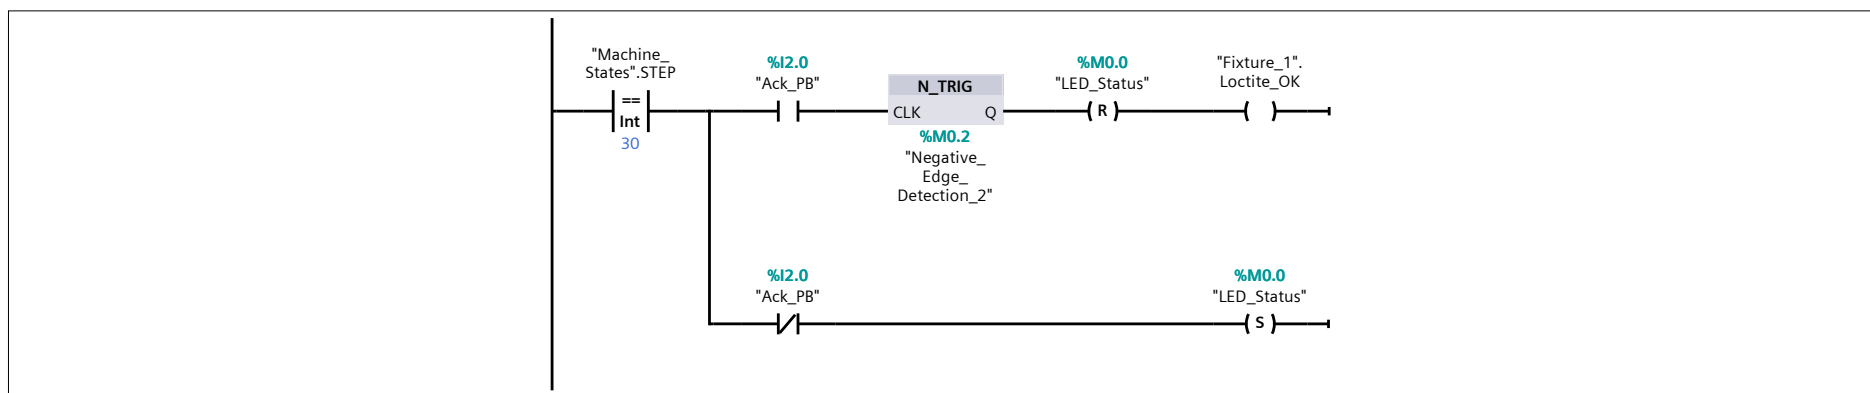 "Machine_
States".STEP
==
Int
30
%I2.0
"Ack_PB"
N_TRIG
CLK Q
%M0.2
"Negative_
Edge_
Detection_2"
%M0.0
"LED_Status"
R
"Fixture_1".
Loctite_OK
%I2.0
"Ack_PB"
%M0.0
"LED_Status"
S